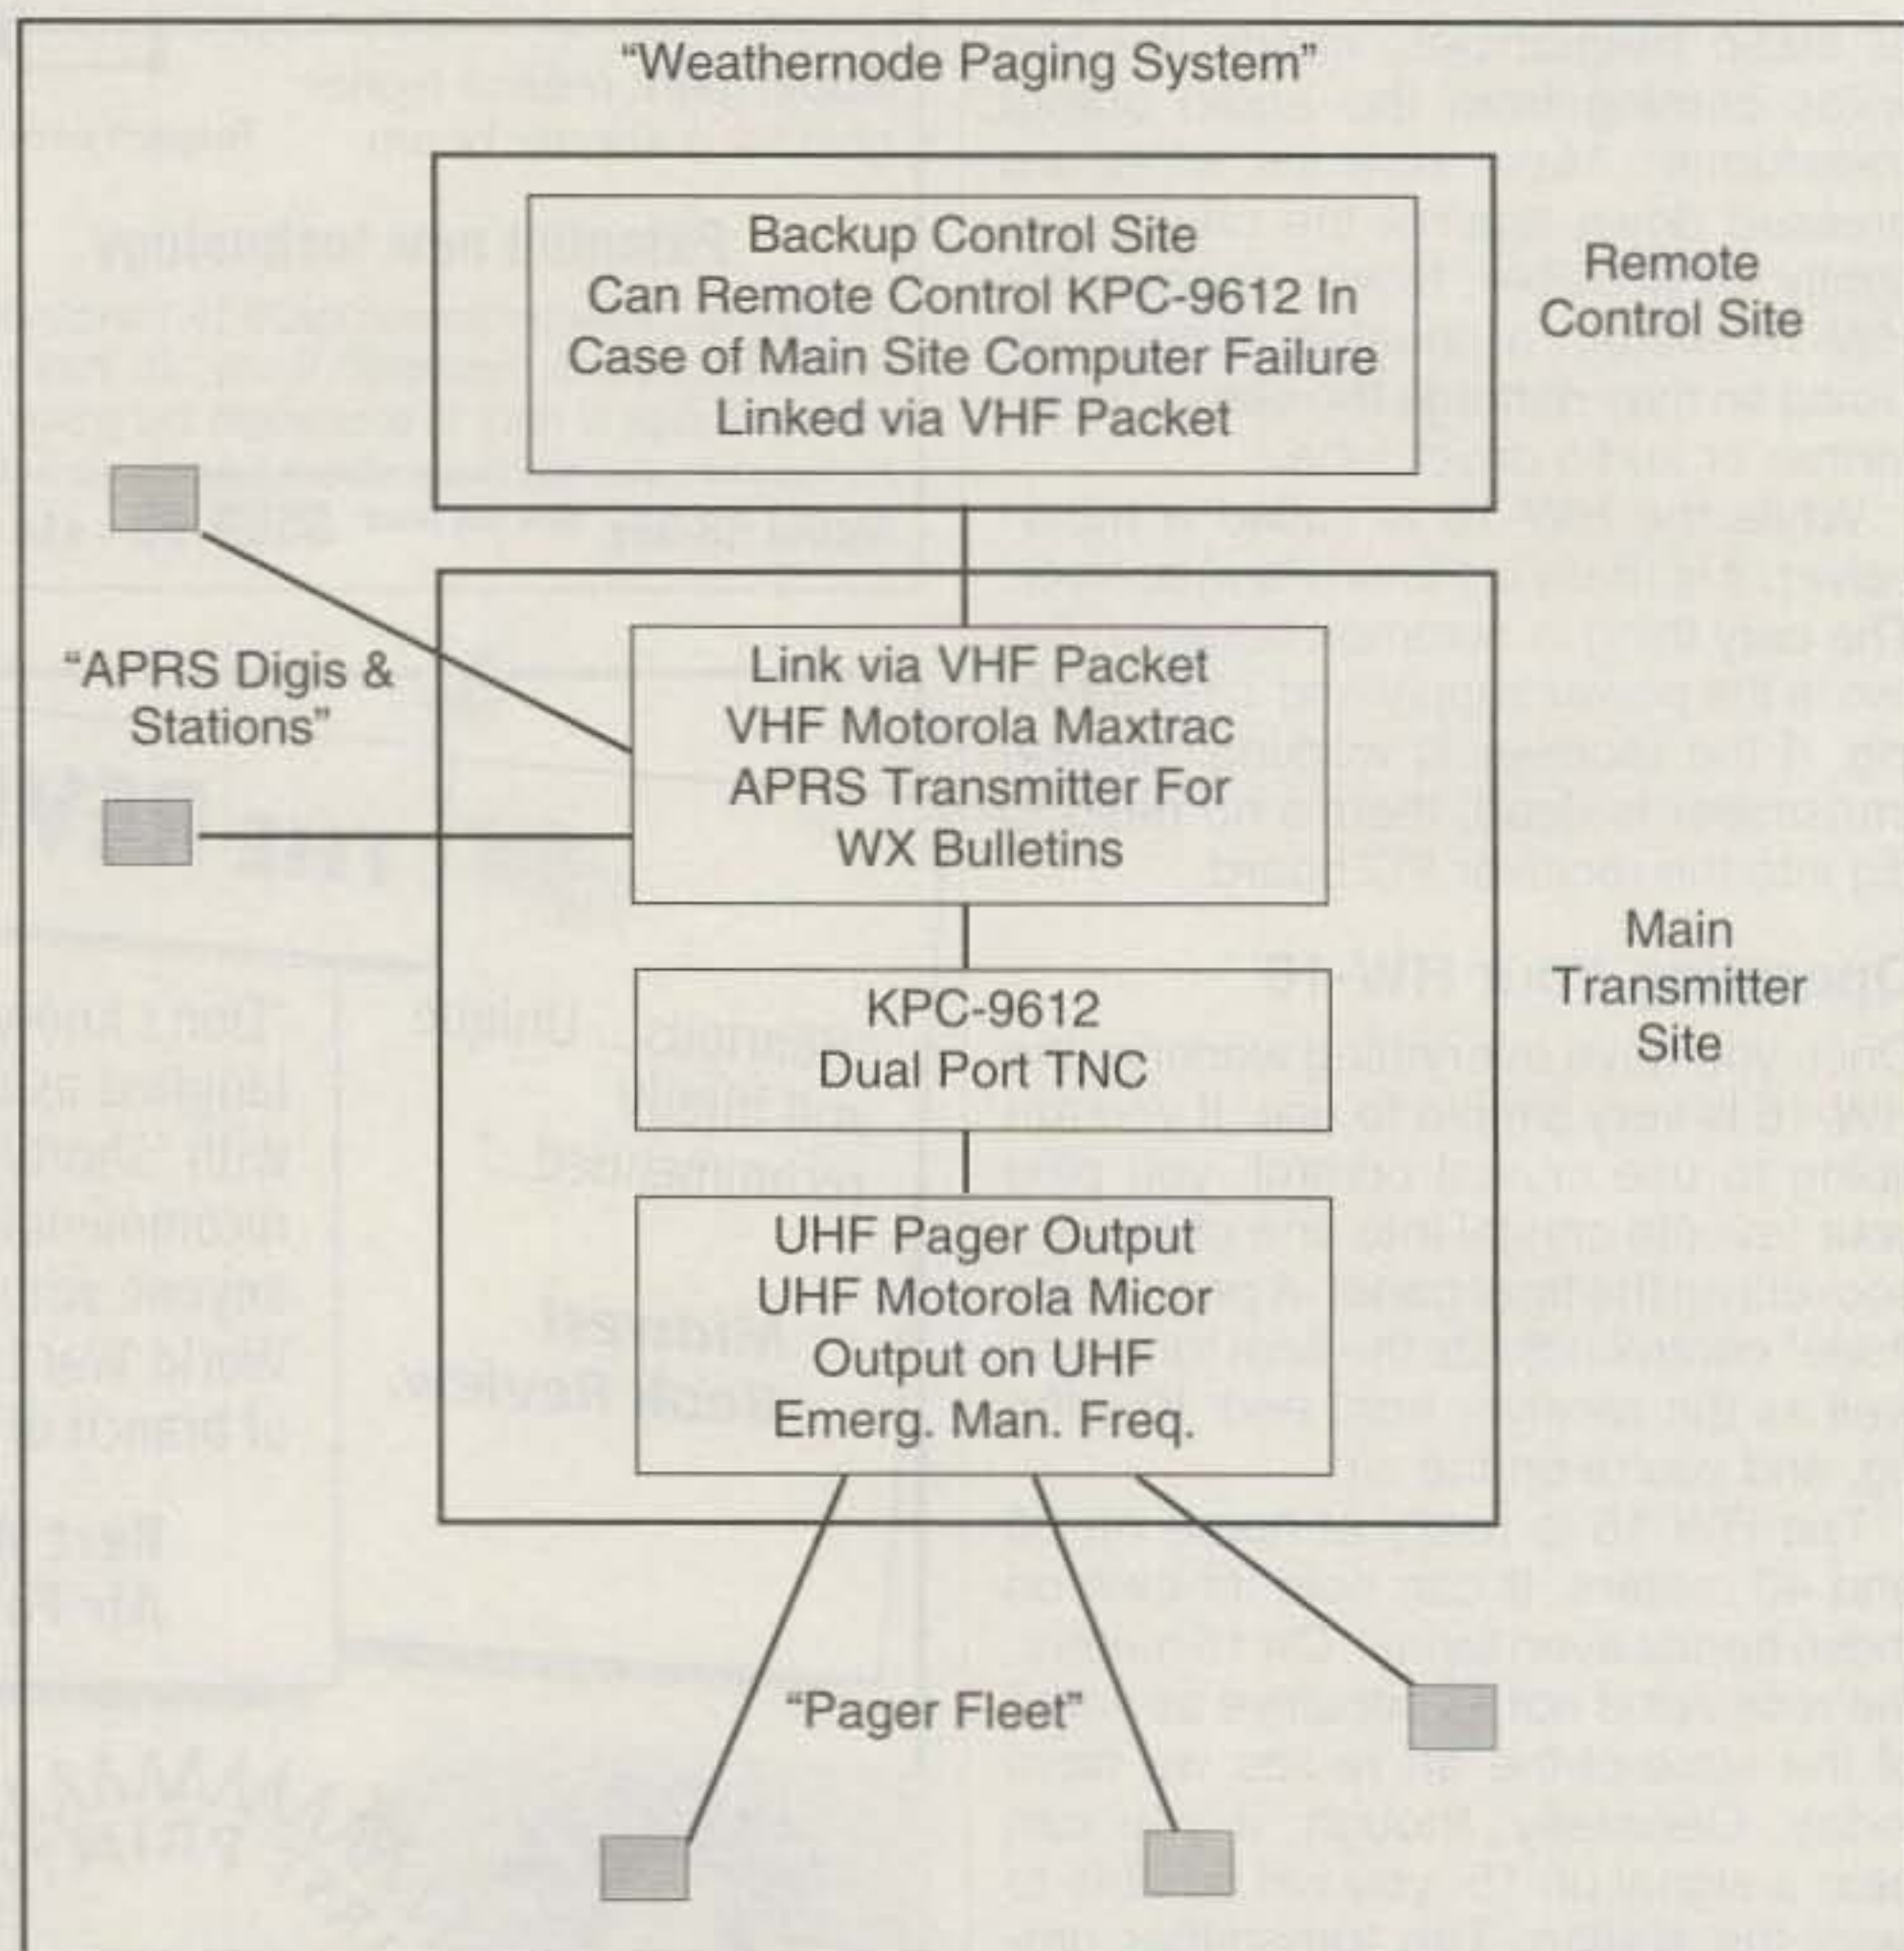 “Weathernode Paging System”
Backup Control Site
Can Remote Control KPC-9612 In
Case of Main Site Computer Failure
Linked via VHF Packet
Remote
Control Site
“APRS Digis &
Stations”
Link via VHF Packet
VHF Motorola Maxtrac
APRS Transmitter For
WX Bulletins
KPC-9612
Dual Port TNC
Main
Transmitter
Site
UHF Pager Output
UHF Motorola Micor
Output on UHF
Emerg. Man. Freq.
“Pager Fleet”